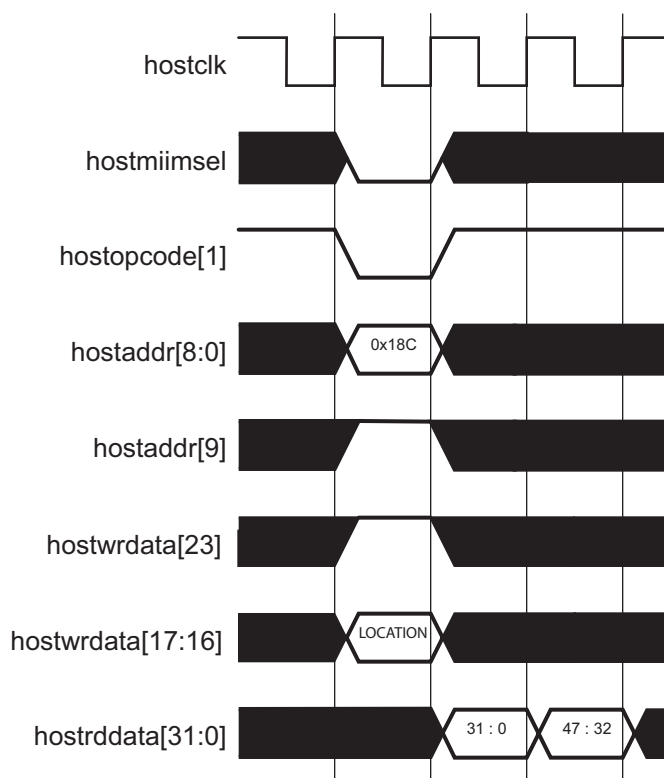 hostclk
hostmiimsel
hostopcode[1]
hostaddr[8:0]
0x18C
hostaddr[9]
hostwrdata[23]
hostwrdata[17:16]
LOCATION
hostrddata[31:0]
31 : 0
47 : 32